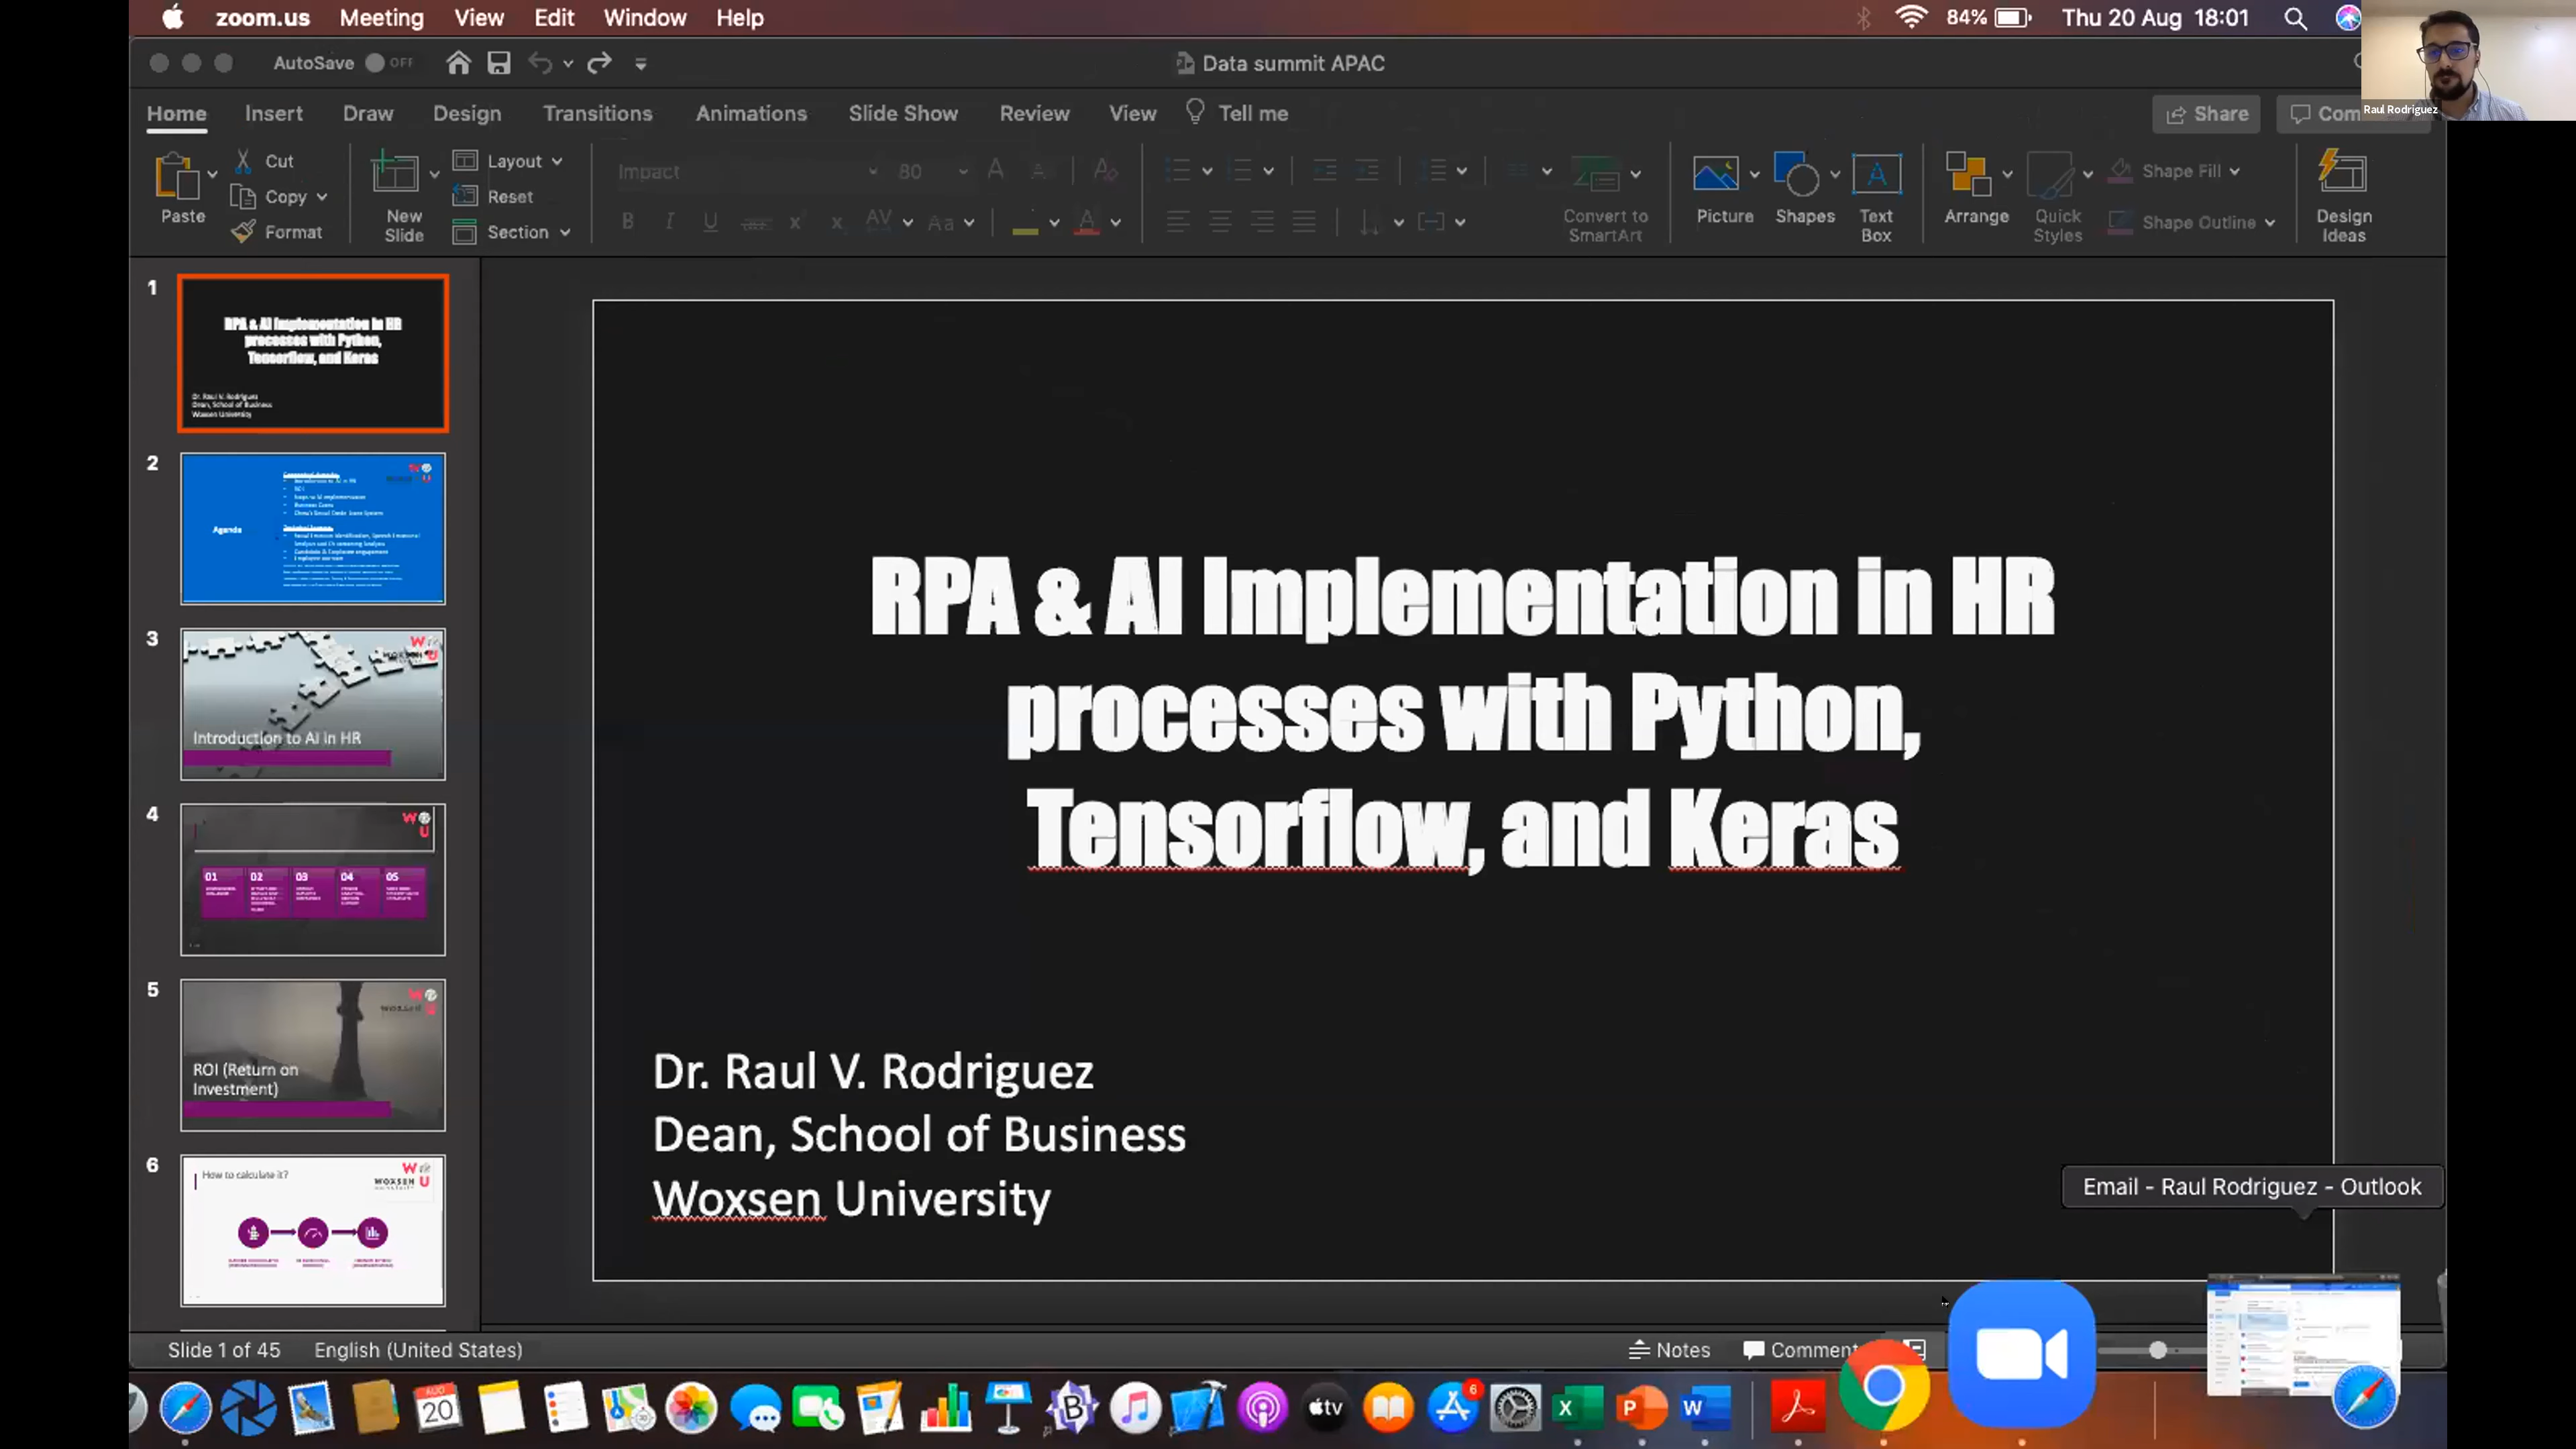 zoom.us Meeting View Edit Window Help
84% Thu 20 Aug 18:01
AutoSave OFF
Data summit APAC
Raul Rodriguez
Home Insert Draw Design Transitions Animations Slide Show Review View Tell me
Share
Paste
Cut
Copy
Format
New
Slide
Layout
Reset
Section
Impact 80
Convert to
SmartArt
Picture
Shapes
Text
Box
Arrange
Quick
Styles
Shape Fill
Shape Outline
Design
Ideas
1
RPA & AI Implementation in HR
processes with Python,
Tensorflow, and Keras
Dr. Raul V. Rodriguez
Dean, School of Business
Woxsen University
2
Agenda
3
Introduction to AI in HR
4
01 02 03 04 05
5
ROI (Return on
Investment)
6
How to calculate it?
WOXSEN
RPA & AI Implementation in HR
processes with Python,
Tensorflow, and Keras
Dr. Raul V. Rodriguez
Dean, School of Business
Woxsen University
Email - Raul Rodriguez - Outlook
Slide 1 of 45
English (United States)
Notes
Comment
AUG
20
tv
6